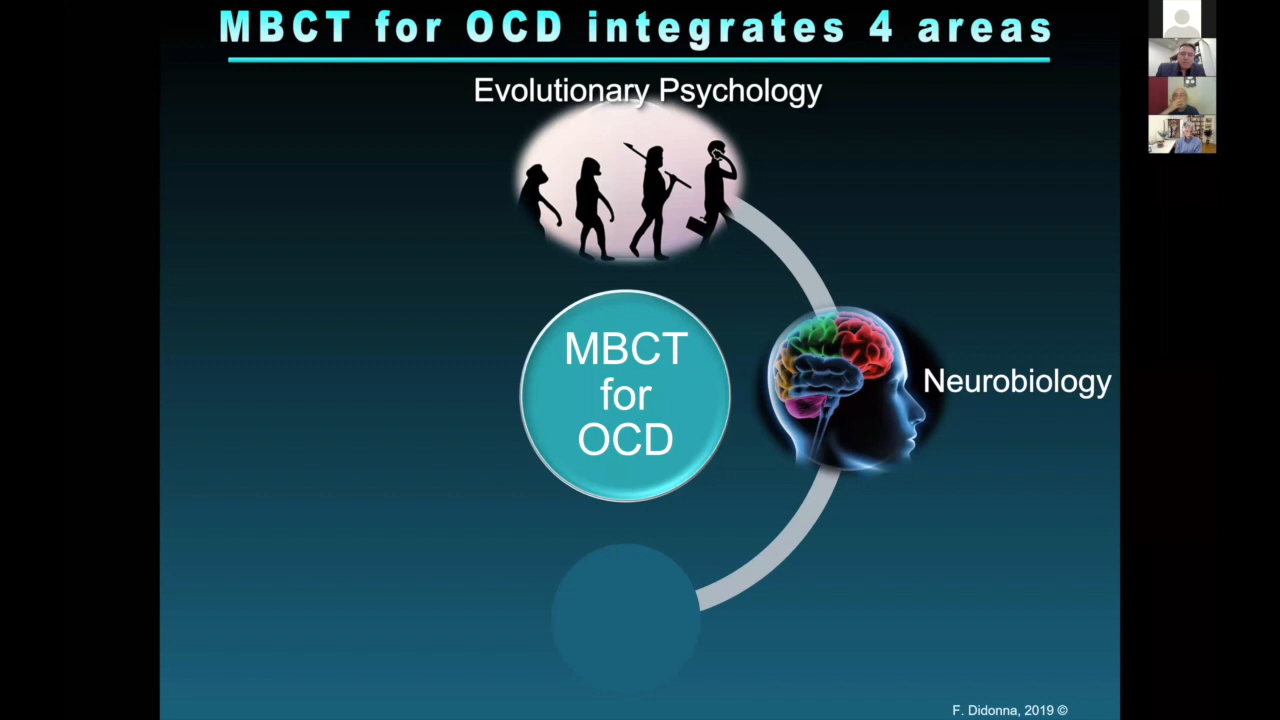 MBCT for OCD integrates 4 areas
Evolutionary Psychology
MBCT
for
OCD
Neurobiology
F. Didonna, 2019 ©